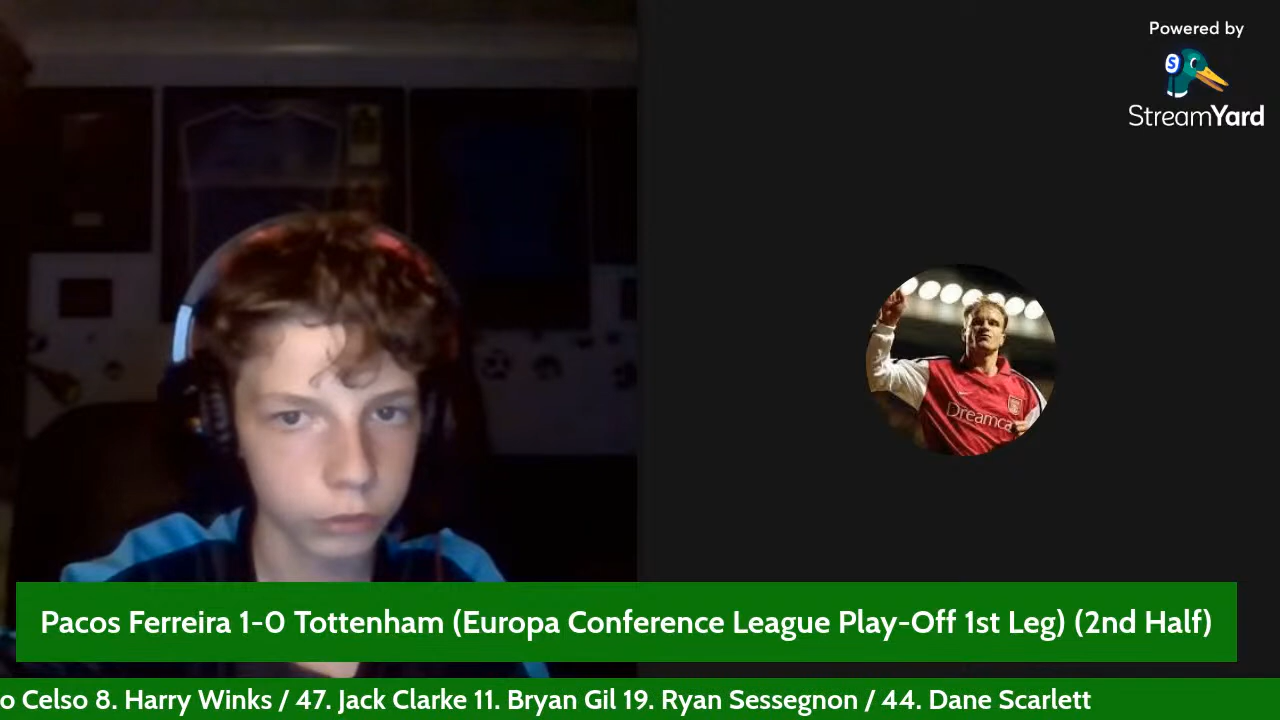 Powered by
S
StreamYard
Dreamca
Pacos Ferreira 1-0 Tottenham (Europa Conference League Play-Off 1st Leg) (2nd Half)
o Celso 8. Harry Winks / 47. Jack Clarke 11. Bryan Gil 19. Ryan Sessegnon / 44. Dane Scarlett